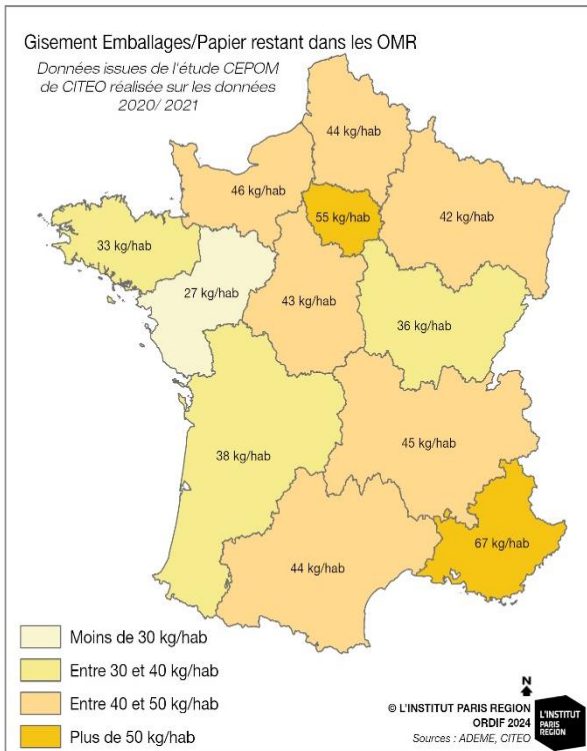 Gisement Emballages/Papier restant dans les OMR
Données issues de l'étude CEPOM
de CITEO réalisée sur les données
2020/ 2021
44 kg/hab
46 kg/hab
55 kg/hab
42 kg/hab
33 kg/hab
27 kg/hab
43 kg/hab
36 kg/hab
38 kg/hab
45 kg/hab
67 kg/hab
44 kg/hab
Moins de 30 kg/hab
Entre 30 et 40 kg/hab
Entre 40 et 50 kg/hab
Plus de 50 kg/hab
N
© L'INSTITUT PARIS REGION
ORDIF 2024
Sources : ADEME, CITEO
L'INSTITUT
PARIS
REGION